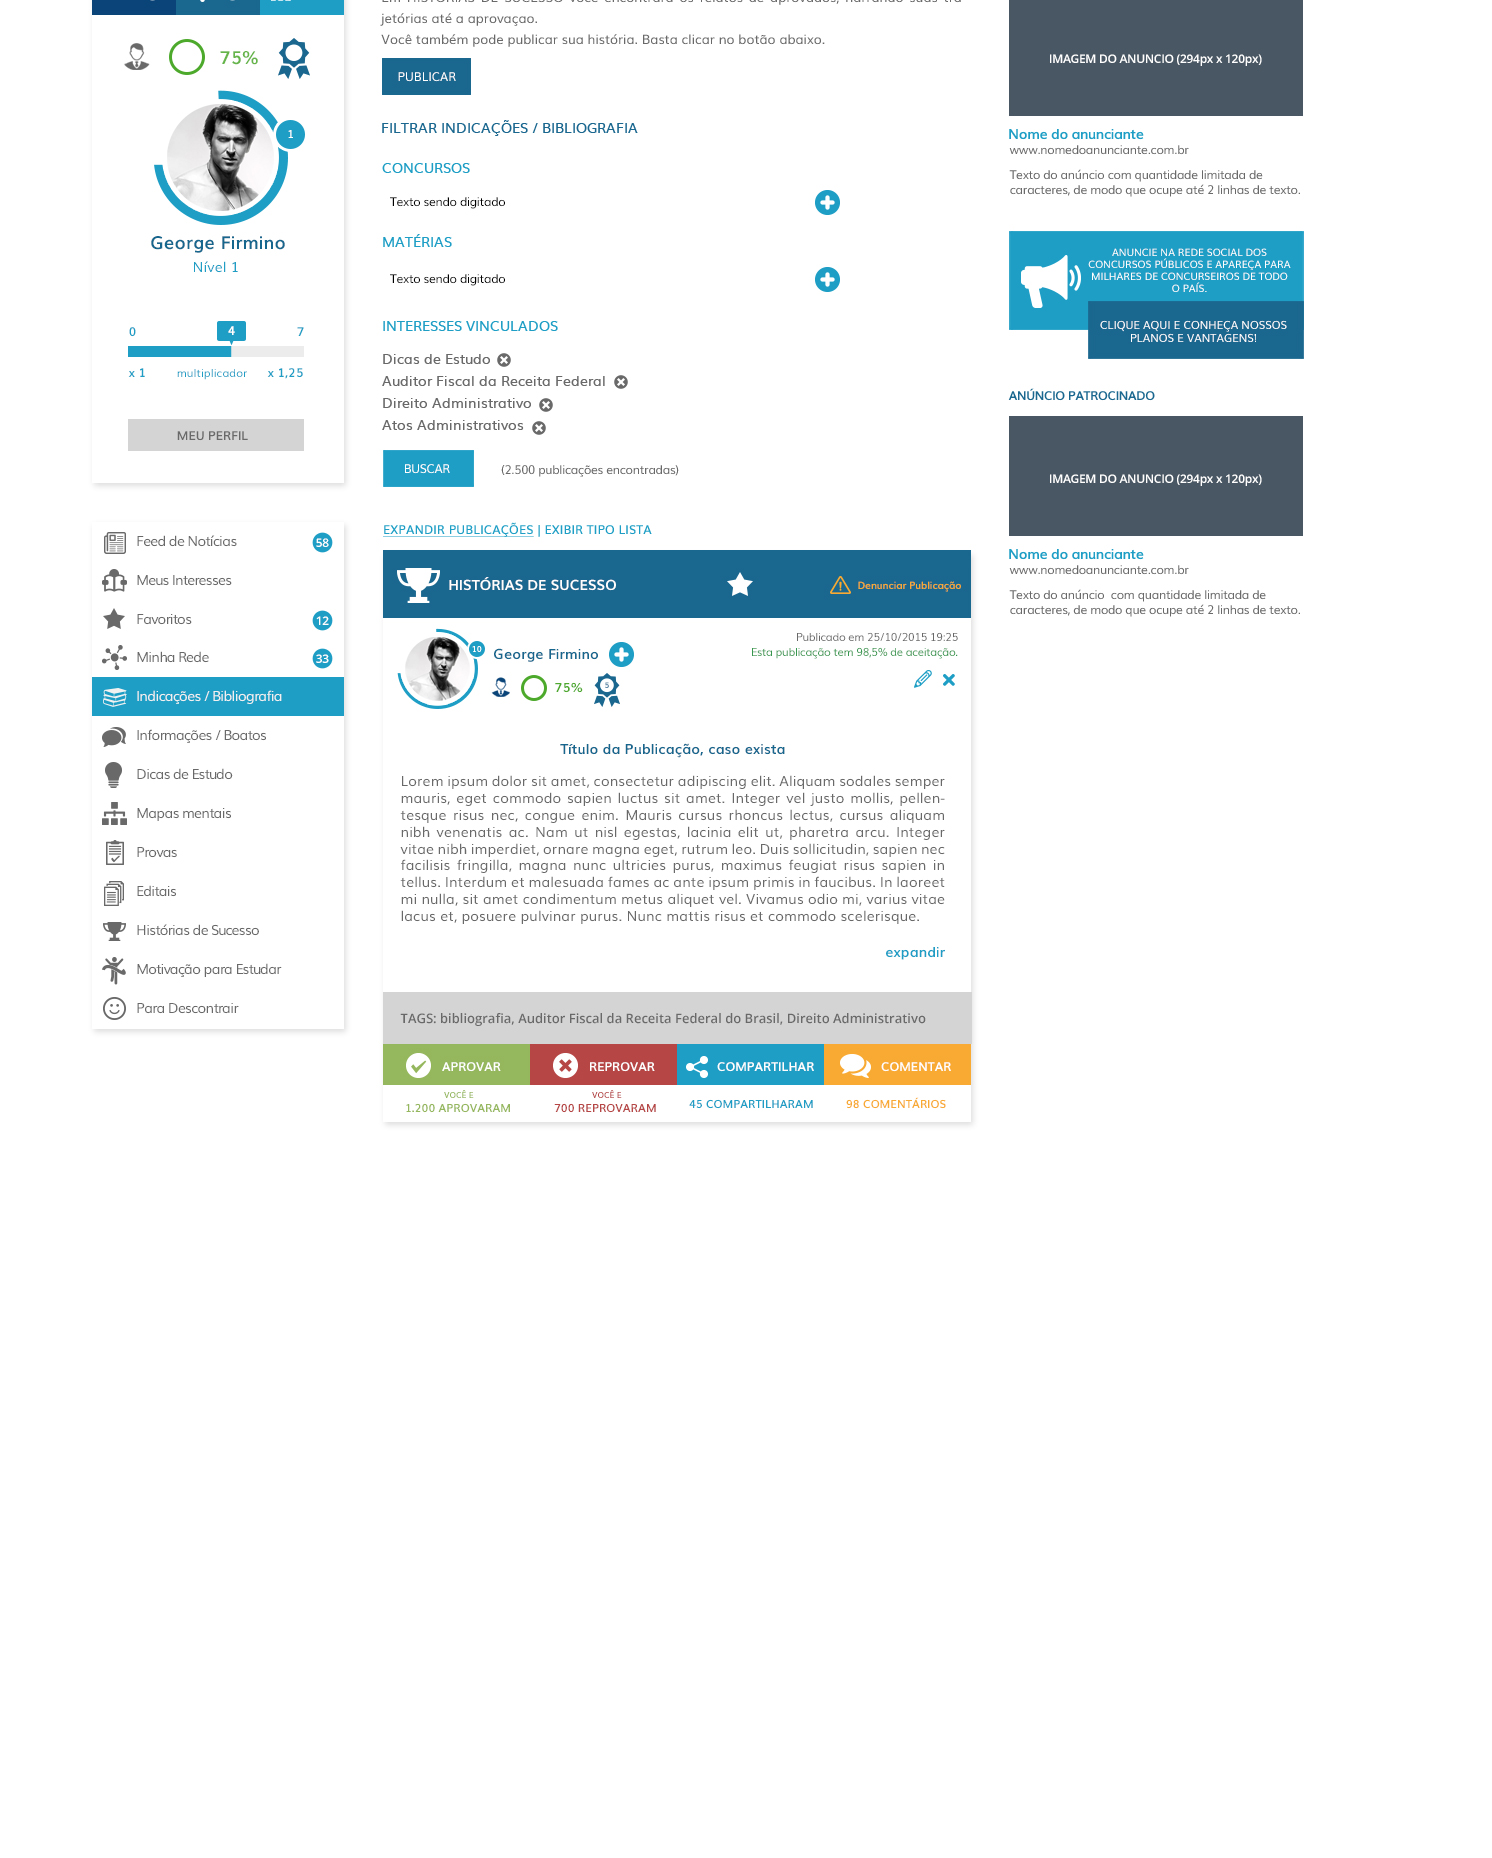 75%
1
George Firmino
Nível 1
0
4
7
x 1
multiplicador
x 1,25
MEU PERFIL
Feed de Notícias
58
Meus Interesses
Favoritos
12
Minha Rede
33
Indicações / Bibliografia
Informações / Boatos
Dicas de Estudo
Mapas mentais
Provas
Editais
Histórias de Sucesso
Motivação para Estudar
Para Descontrair
Em HISTÓRIAS DE SUCESSO você encontrará os relatos de aprovados, narrando suas tra-
jetórias até a aprovaçao.
Você também pode publicar sua história. Basta clicar no botão abaixo.
PUBLICAR
FILTRAR INDICAÇÕES / BIBLIOGRAFIA
CONCURSOS
Texto sendo digitado
MATÉRIAS
Texto sendo digitado
INTERESSES VINCULADOS
Dicas de Estudo
Auditor Fiscal da Receita Federal
Direito Administrativo
Atos Administrativos
BUSCAR
(2.500 publicações encontradas)
EXPANDIR PUBLICAÇÕES | EXIBIR TIPO LISTA
HISTÓRIAS DE SUCESSO
Denunciar Publicação
10
George Firmino
75%
5
Publicado em 25/10/2015 19:25
Esta publicação tem 98,5% de aceitação.
Título da Publicação, caso exista
Lorem ipsum dolor sit amet, consectetur adipiscing elit. Aliquam sodales semper
mauris, eget commodo sapien luctus sit amet. Integer vel justo mollis, pellen-
tesque risus nec, congue enim. Mauris cursus rhoncus lectus, cursus aliquam
nibh venenatis ac. Nam ut nisl egestas, lacinia elit ut, pharetra arcu. Integer
vitae nibh imperdiet, ornare magna eget, rutrum leo. Duis sollicitudin, sapien nec
facilisis fringilla, magna nunc ultricies purus, maximus feugiat risus sapien in
tellus. Interdum et malesuada fames ac ante ipsum primis in faucibus. In laoreet
mi nulla, sit amet condimentum metus aliquet vel. Vivamus odio mi, varius vitae
lacus et, posuere pulvinar purus. Nunc mattis risus et commodo scelerisque.
expandir
TAGS: bibliografia, Auditor Fiscal da Receita Federal do Brasil, Direito Administrativo
APROVAR
REPROVAR
COMPARTILHAR
COMENTAR
VOCÊ E
1.200 APROVARAM
VOCÊ E
700 REPROVARAM
45 COMPARTILHARAM
98 COMENTÁRIOS
IMAGEM DO ANUNCIO (294px x 120px)
Nome do anunciante
www.nomedoanunciante.com.br
Texto do anúncio com quantidade limitada de
caracteres, de modo que ocupe até 2 linhas de texto.
ANUNCIE NA REDE SOCIAL DOS
CONCURSOS PÚBLICOS E APAREÇA PARA
MILHARES DE CONCURSEIROS DE TODO
O PAÍS.
CLIQUE AQUI E CONHEÇA NOSSOS
PLANOS E VANTAGENS!
ANÚNCIO PATROCINADO
IMAGEM DO ANUNCIO (294px x 120px)
Nome do anunciante
www.nomedoanunciante.com.br
Texto do anúncio  com quantidade limitada de
caracteres, de modo que ocupe até 2 linhas de texto.